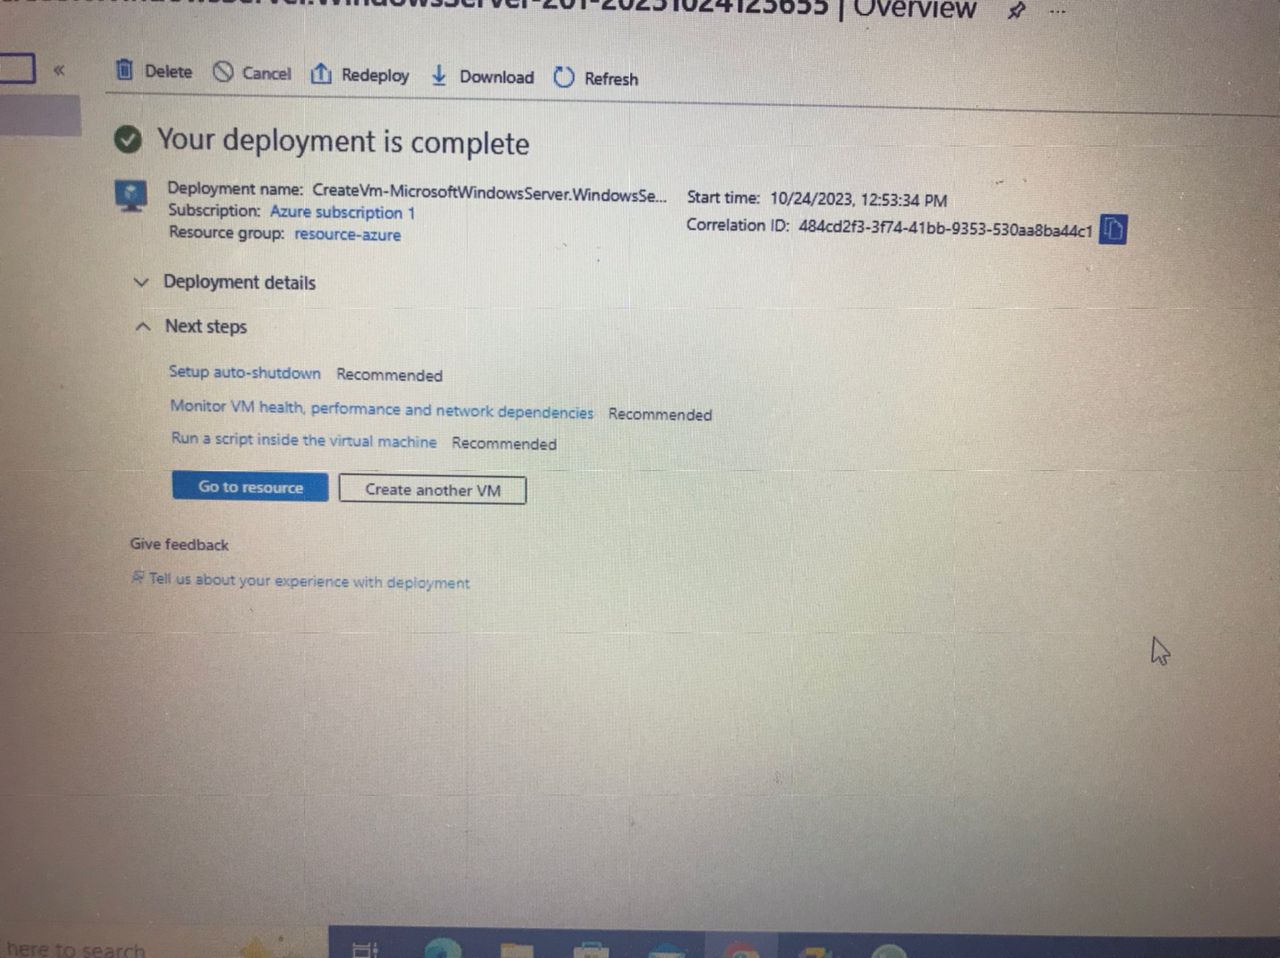 | Overview
Delete Cancel Redeploy Download Refresh
Your deployment is complete
Deployment name: CreateVm-MicrosoftWindowsServer.WindowsSe...
Subscription: Azure subscription 1
Resource group: resource-azure
Start time: 10/24/2023, 12:53:34 PM
Correlation ID: 484cd2f3-3f74-41bb-9353-530aa8ba44c1
Deployment details
Next steps
Setup auto-shutdown Recommended
Monitor VM health, performance and network dependencies Recommended
Run a script inside the virtual machine Recommended
Go to resource Create another VM
Give feedback
Tell us about your experience with deployment
here to search